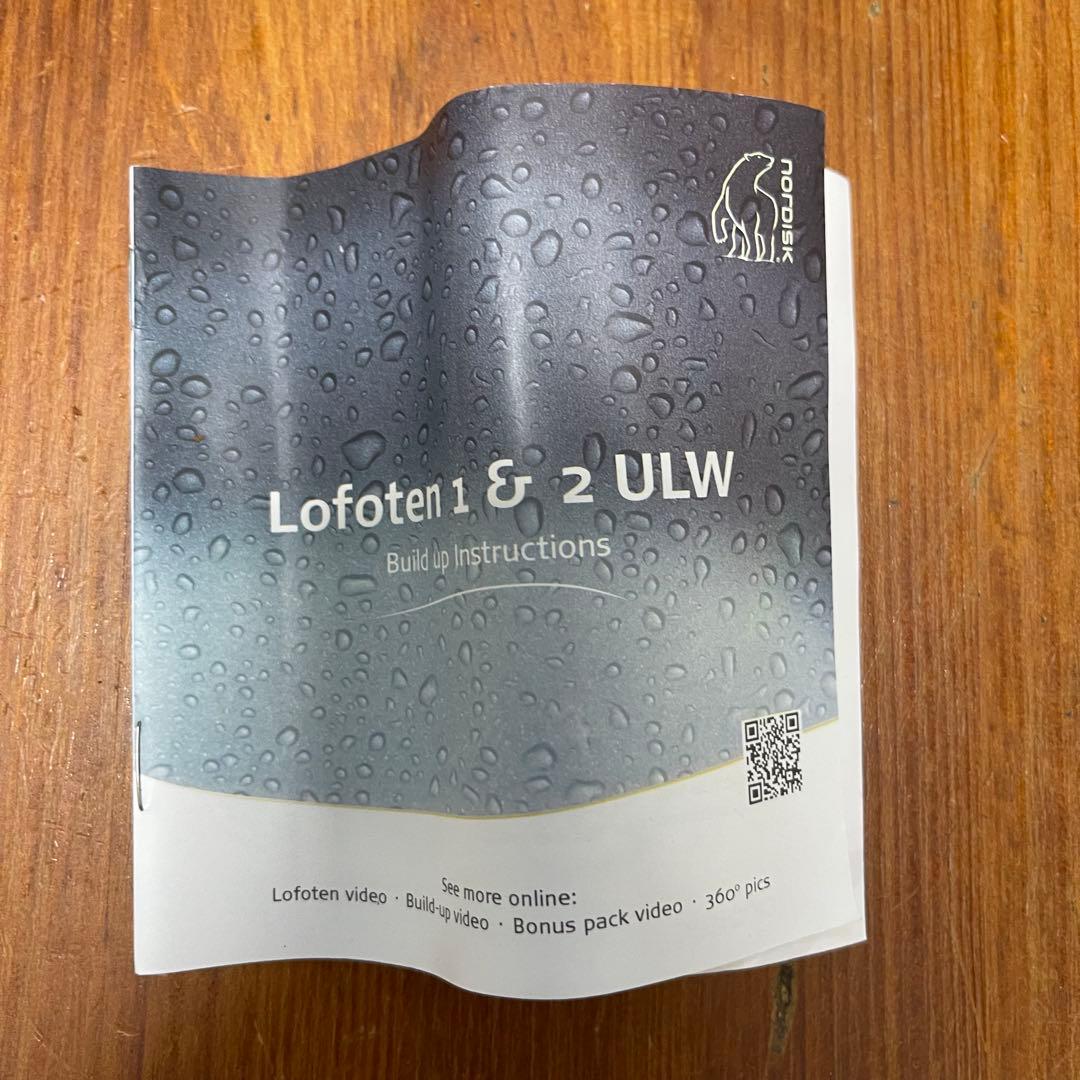 NORDISK
Lofoten 1 & 2 ULW
Build up Instructions
See more online:
Lofoten video · Build-up video · Bonus pack video · 360° pics